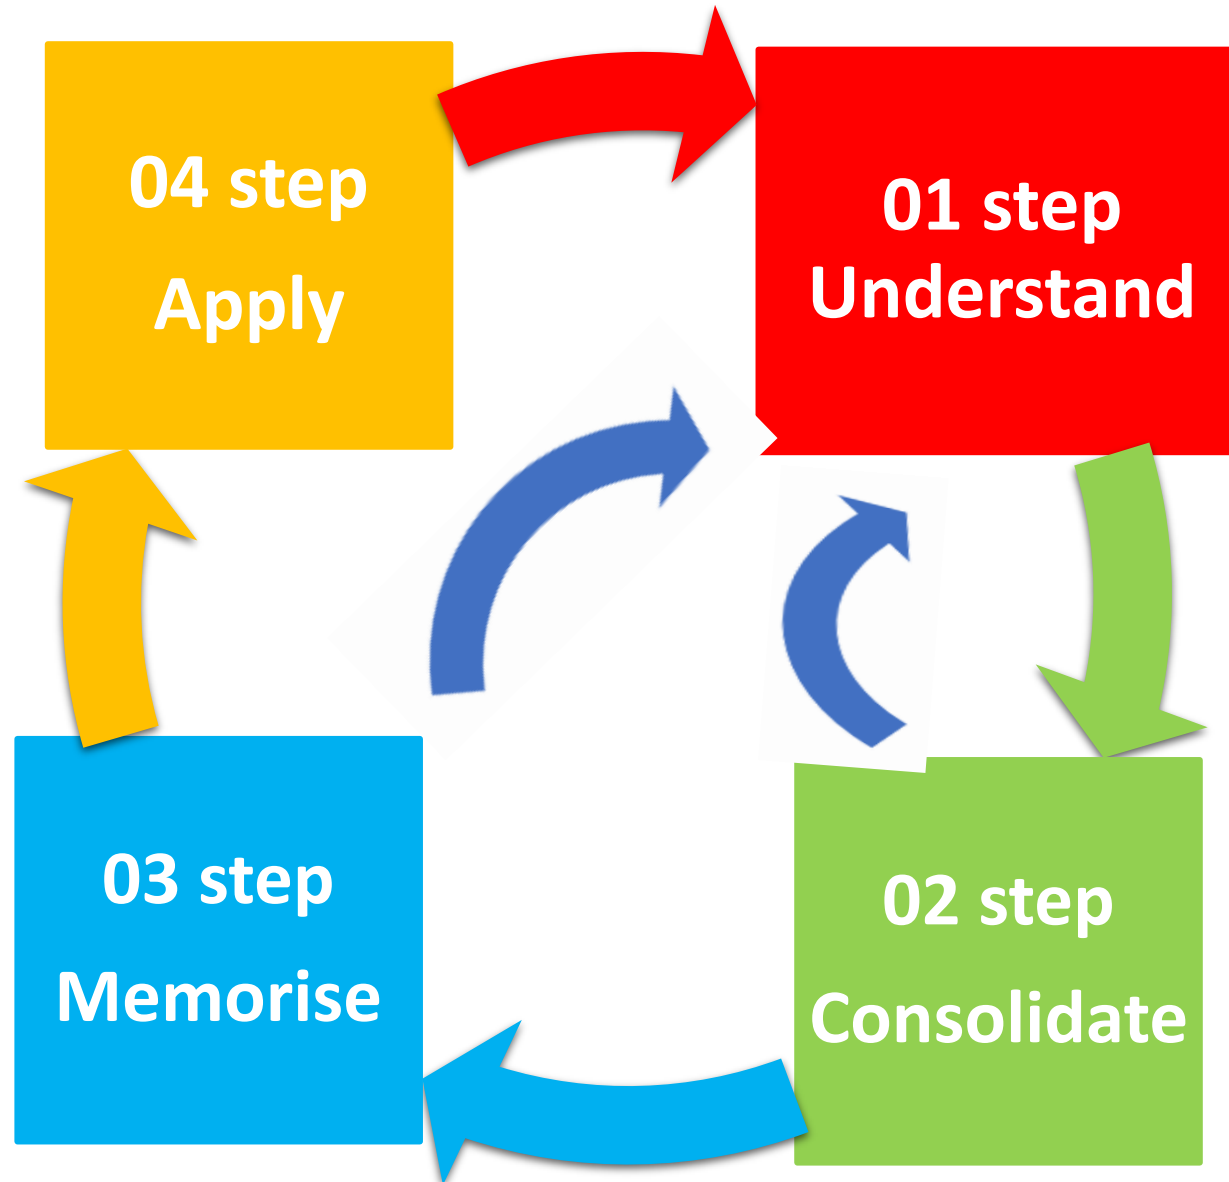 04 step
Apply
01 step
Understand
03 step
Memorise
02 step
Consolidate